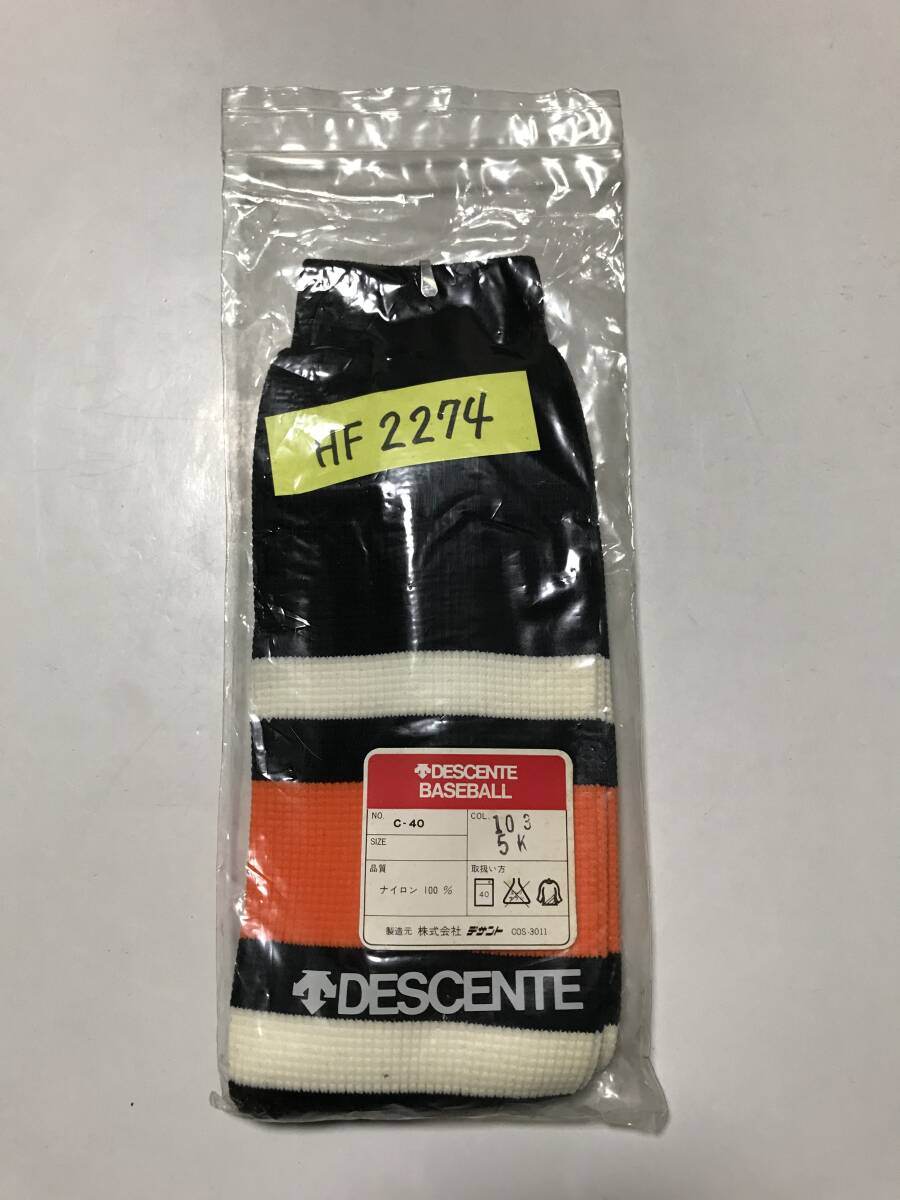 HF 2274
DESCENTE
BASEBALL
NO. C-40
COL. 103
5K
SIZE
品質
ナイロン 100%
取扱い方
40
製造元 株式会社 デサント COS-3011
DESCENTE